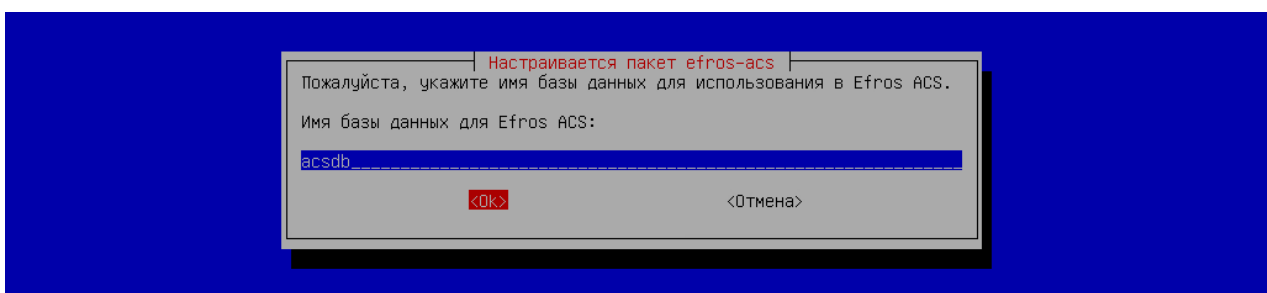 Настраивается пакет efros-acs
Пожалуйста, укажите имя базы данных для использования в Efros ACS.
Имя базы данных для Efros ACS:
acsdb
<Ok> <Отмена>